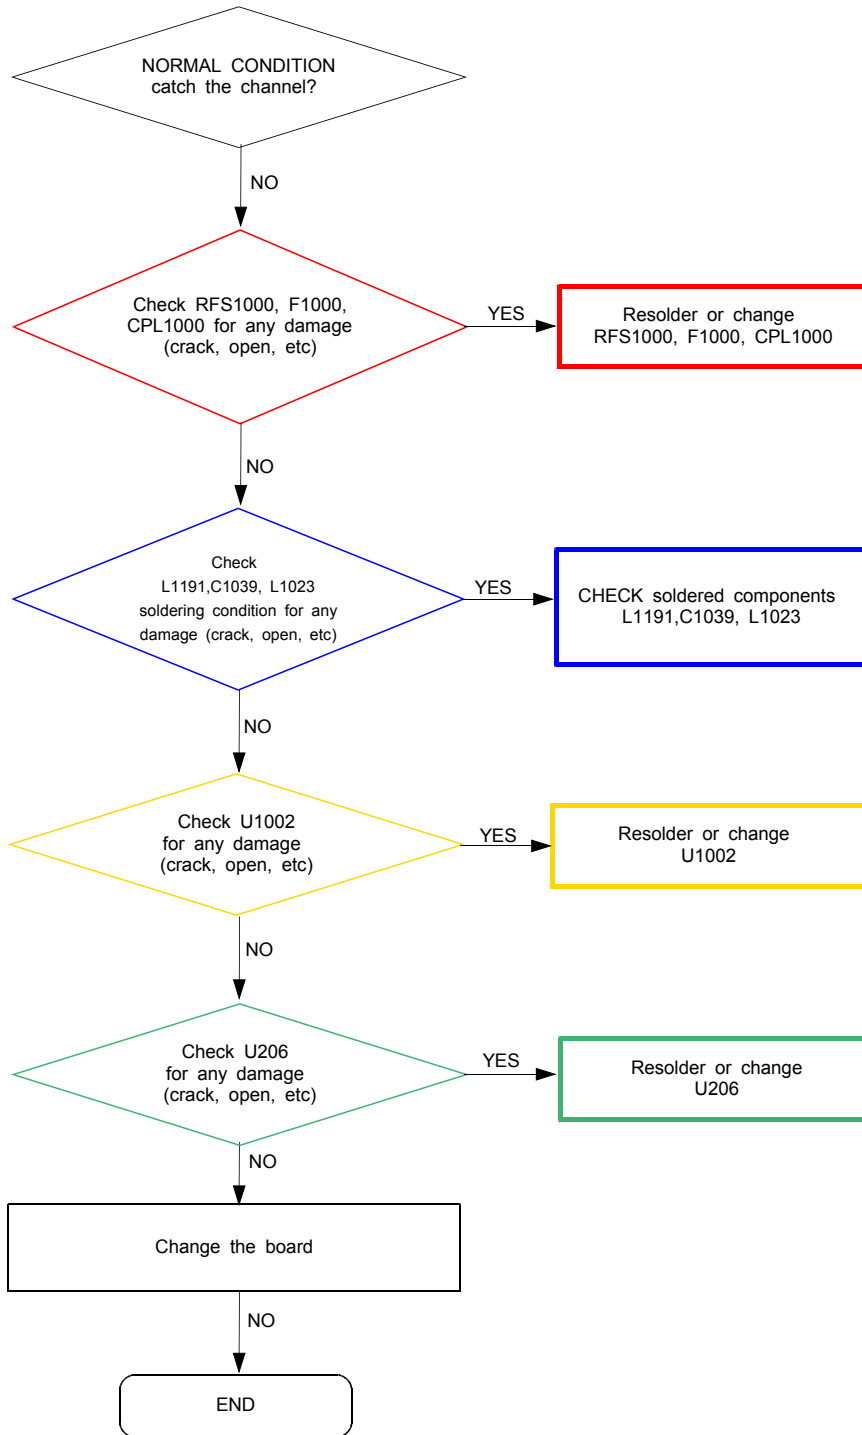 NORMAL CONDITION
catch the channel?
NO
Check RFS1000, F1000,
CPL1000 for any damage
(crack, open, etc)
YES
Resolder or change
RFS1000, F1000, CPL1000
NO
Check
L1191,C1039, L1023
soldering condition for any
damage (crack, open, etc)
YES
CHECK soldered components
L1191,C1039, L1023
NO
Check U1002
for any damage
(crack, open, etc)
YES
Resolder or change
U1002
NO
Check U206
for any damage
(crack, open, etc)
YES
Resolder or change
U206
NO
Change the board
NO
END